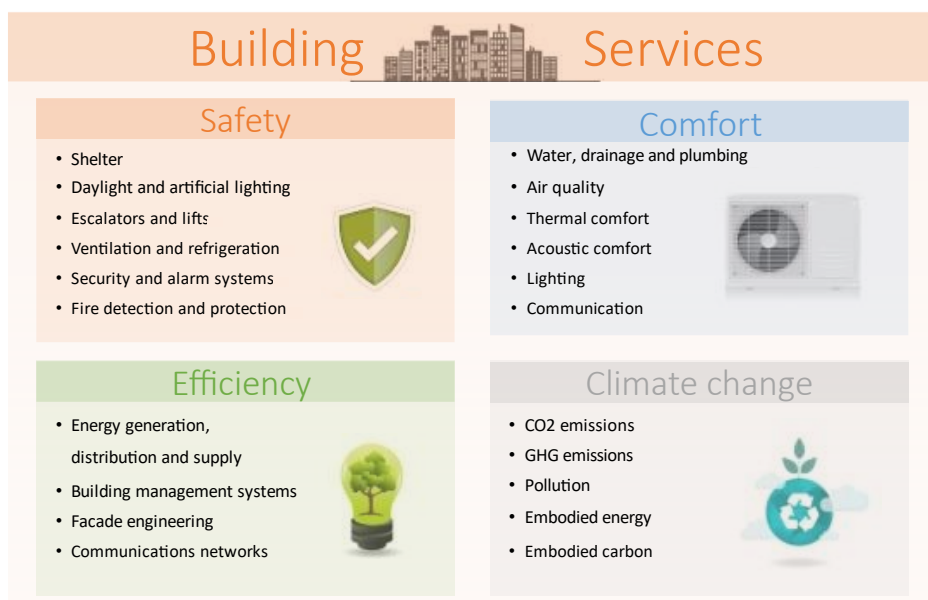 Building Services
Safety
• Shelter
• Daylight and artificial lighting
• Escalators and lifts
• Ventilation and refrigeration
• Security and alarm systems
• Fire detection and protection
Comfort
• Water, drainage and plumbing
• Air quality
• Thermal comfort
• Acoustic comfort
• Lighting
• Communication
Efficiency
• Energy generation,
distribution and supply
• Building management systems
• Facade engineering
• Communications networks
Climate change
• CO2 emissions
• GHG emissions
• Pollution
• Embodied energy
• Embodied carbon